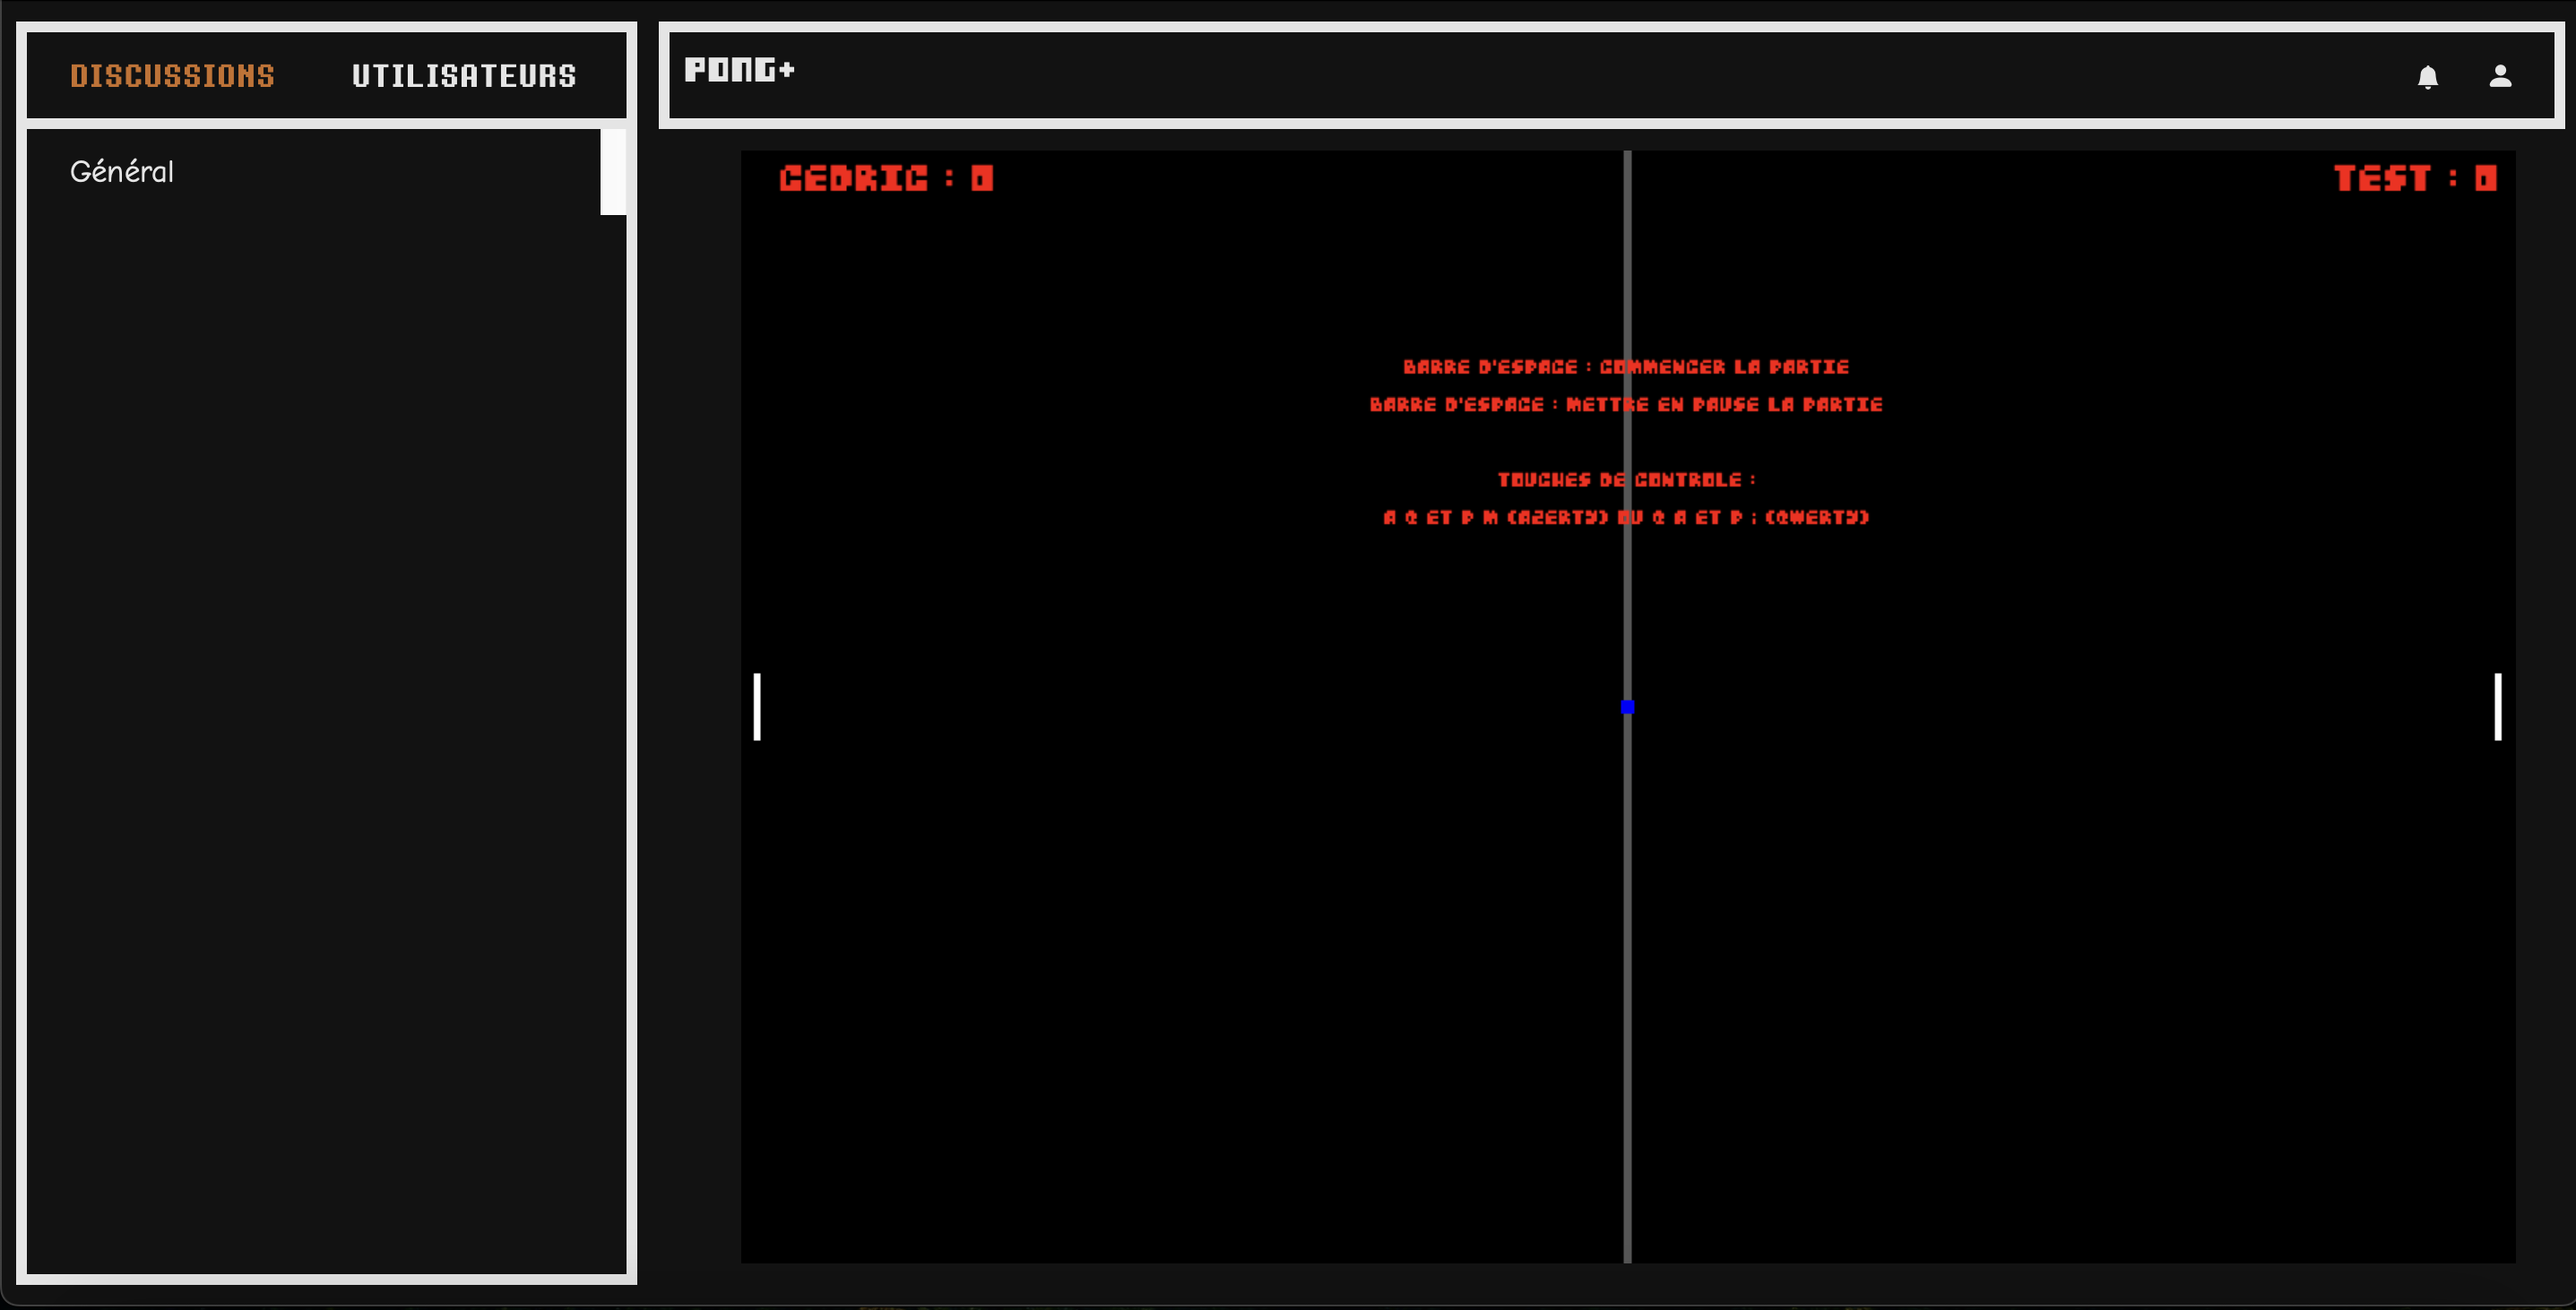 DISCUSSIONS UTILISATEURS
Général
PONG+
CEDRIC : 0
TEST : 0
BARRE D'ESPACE : COMMENCER LA PARTIE
BARRE D'ESPACE : METTRE EN PAUSE LA PARTIE
TOUCHES DE CONTROLE :
A Q ET P M (AZERTY) OU Q A ET P ; (QWERTY)